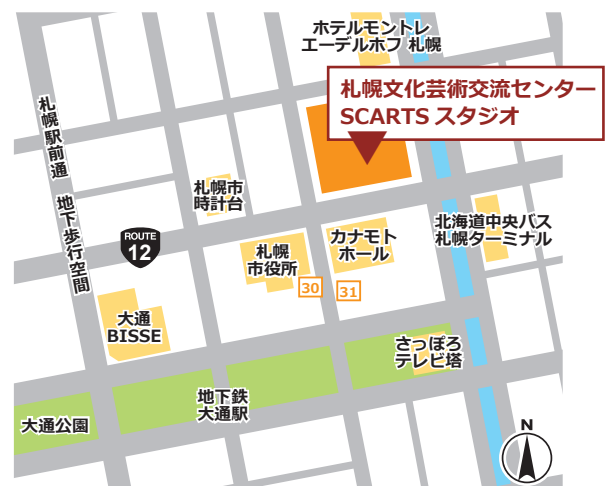 ホテルモントレ
エーデルホフ 札幌
札幌文化芸術交流センター
SCARTS スタジオ
札幌駅前通 地下歩行空間
札幌市
時計台
ROUTE
12
札幌
市役所
カナモト
ホール
北海道中央バス
札幌ターミナル
30
31
大通
BISSE
さっぽろ
テレビ塔
地下鉄
大通駅
大通公園
N